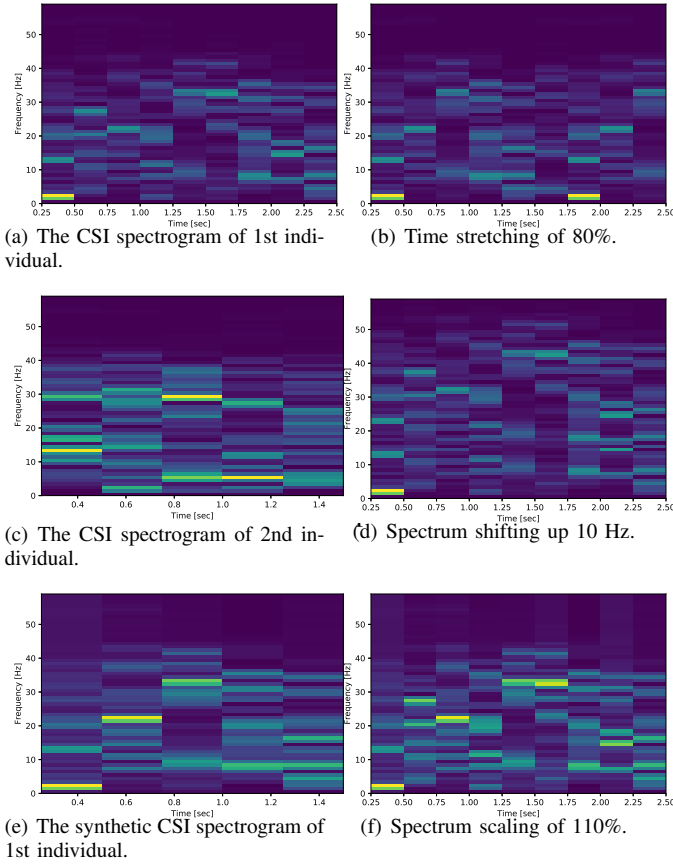 50
40
30
20
10
0
Frequency [Hz]
0.25 0.50 0.75 1.00 1.25 1.50 1.75 2.00 2.25 2.50
Time [sec]
(a) The CSI spectrogram of 1st indi-
vidual.
50
40
30
20
10
0
Frequency [Hz]
0.25 0.50 0.75 1.00 1.25 1.50 1.75 2.00 2.25 2.50
Time [sec]
(b) Time stretching of 80%.
50
40
30
20
10
0
Frequency [Hz]
0.4 0.6 0.8 1.0 1.2 1.4
Time [sec]
(c) The CSI spectrogram of 2nd in-
dividual.
50
40
30
20
10
0
Frequency [Hz]
0.25 0.50 0.75 1.00 1.25 1.50 1.75 2.00 2.25 2.50
Time [sec]
(d) Spectrum shifting up 10 Hz.
50
40
30
20
10
0
Frequency [Hz]
0.4 0.6 0.8 1.0 1.2 1.4
Time [sec]
(e) The synthetic CSI spectrogram of
1st individual.
50
40
30
20
10
0
Frequency [Hz]
0.25 0.50 0.75 1.00 1.25 1.50 1.75 2.00 2.25 2.50
Time [sec]
(f) Spectrum scaling of 110%.